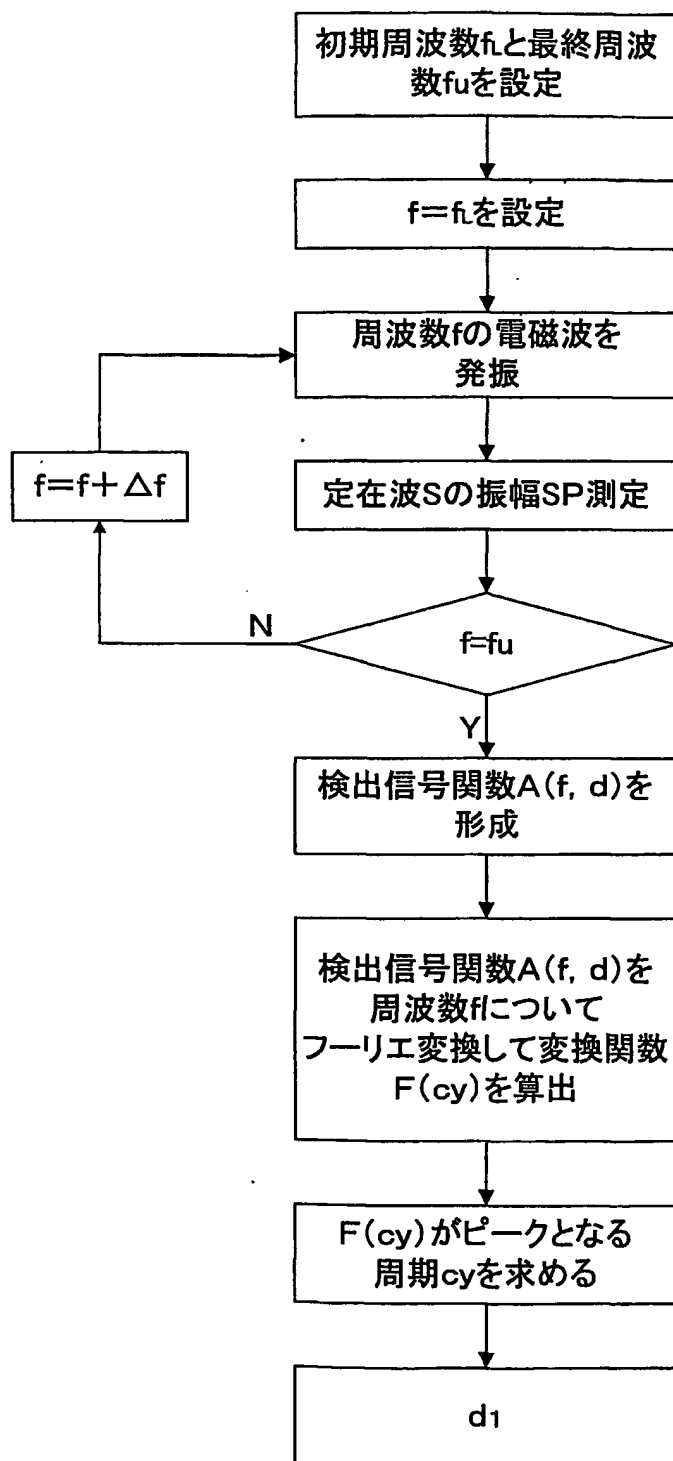 初期周波数fLと最終周波
数fuを設定
f=fLを設定
周波数fの電磁波を
発振
f=f+△f
定在波Sの振幅SP測定
N
f=fu
Y
検出信号関数A(f, d)を
形成
検出信号関数A(f, d)を
周波数fについて
フーリエ変換して変換関数
F(cy)を算出
F(cy)がピークとなる
周期cyを求める
d1